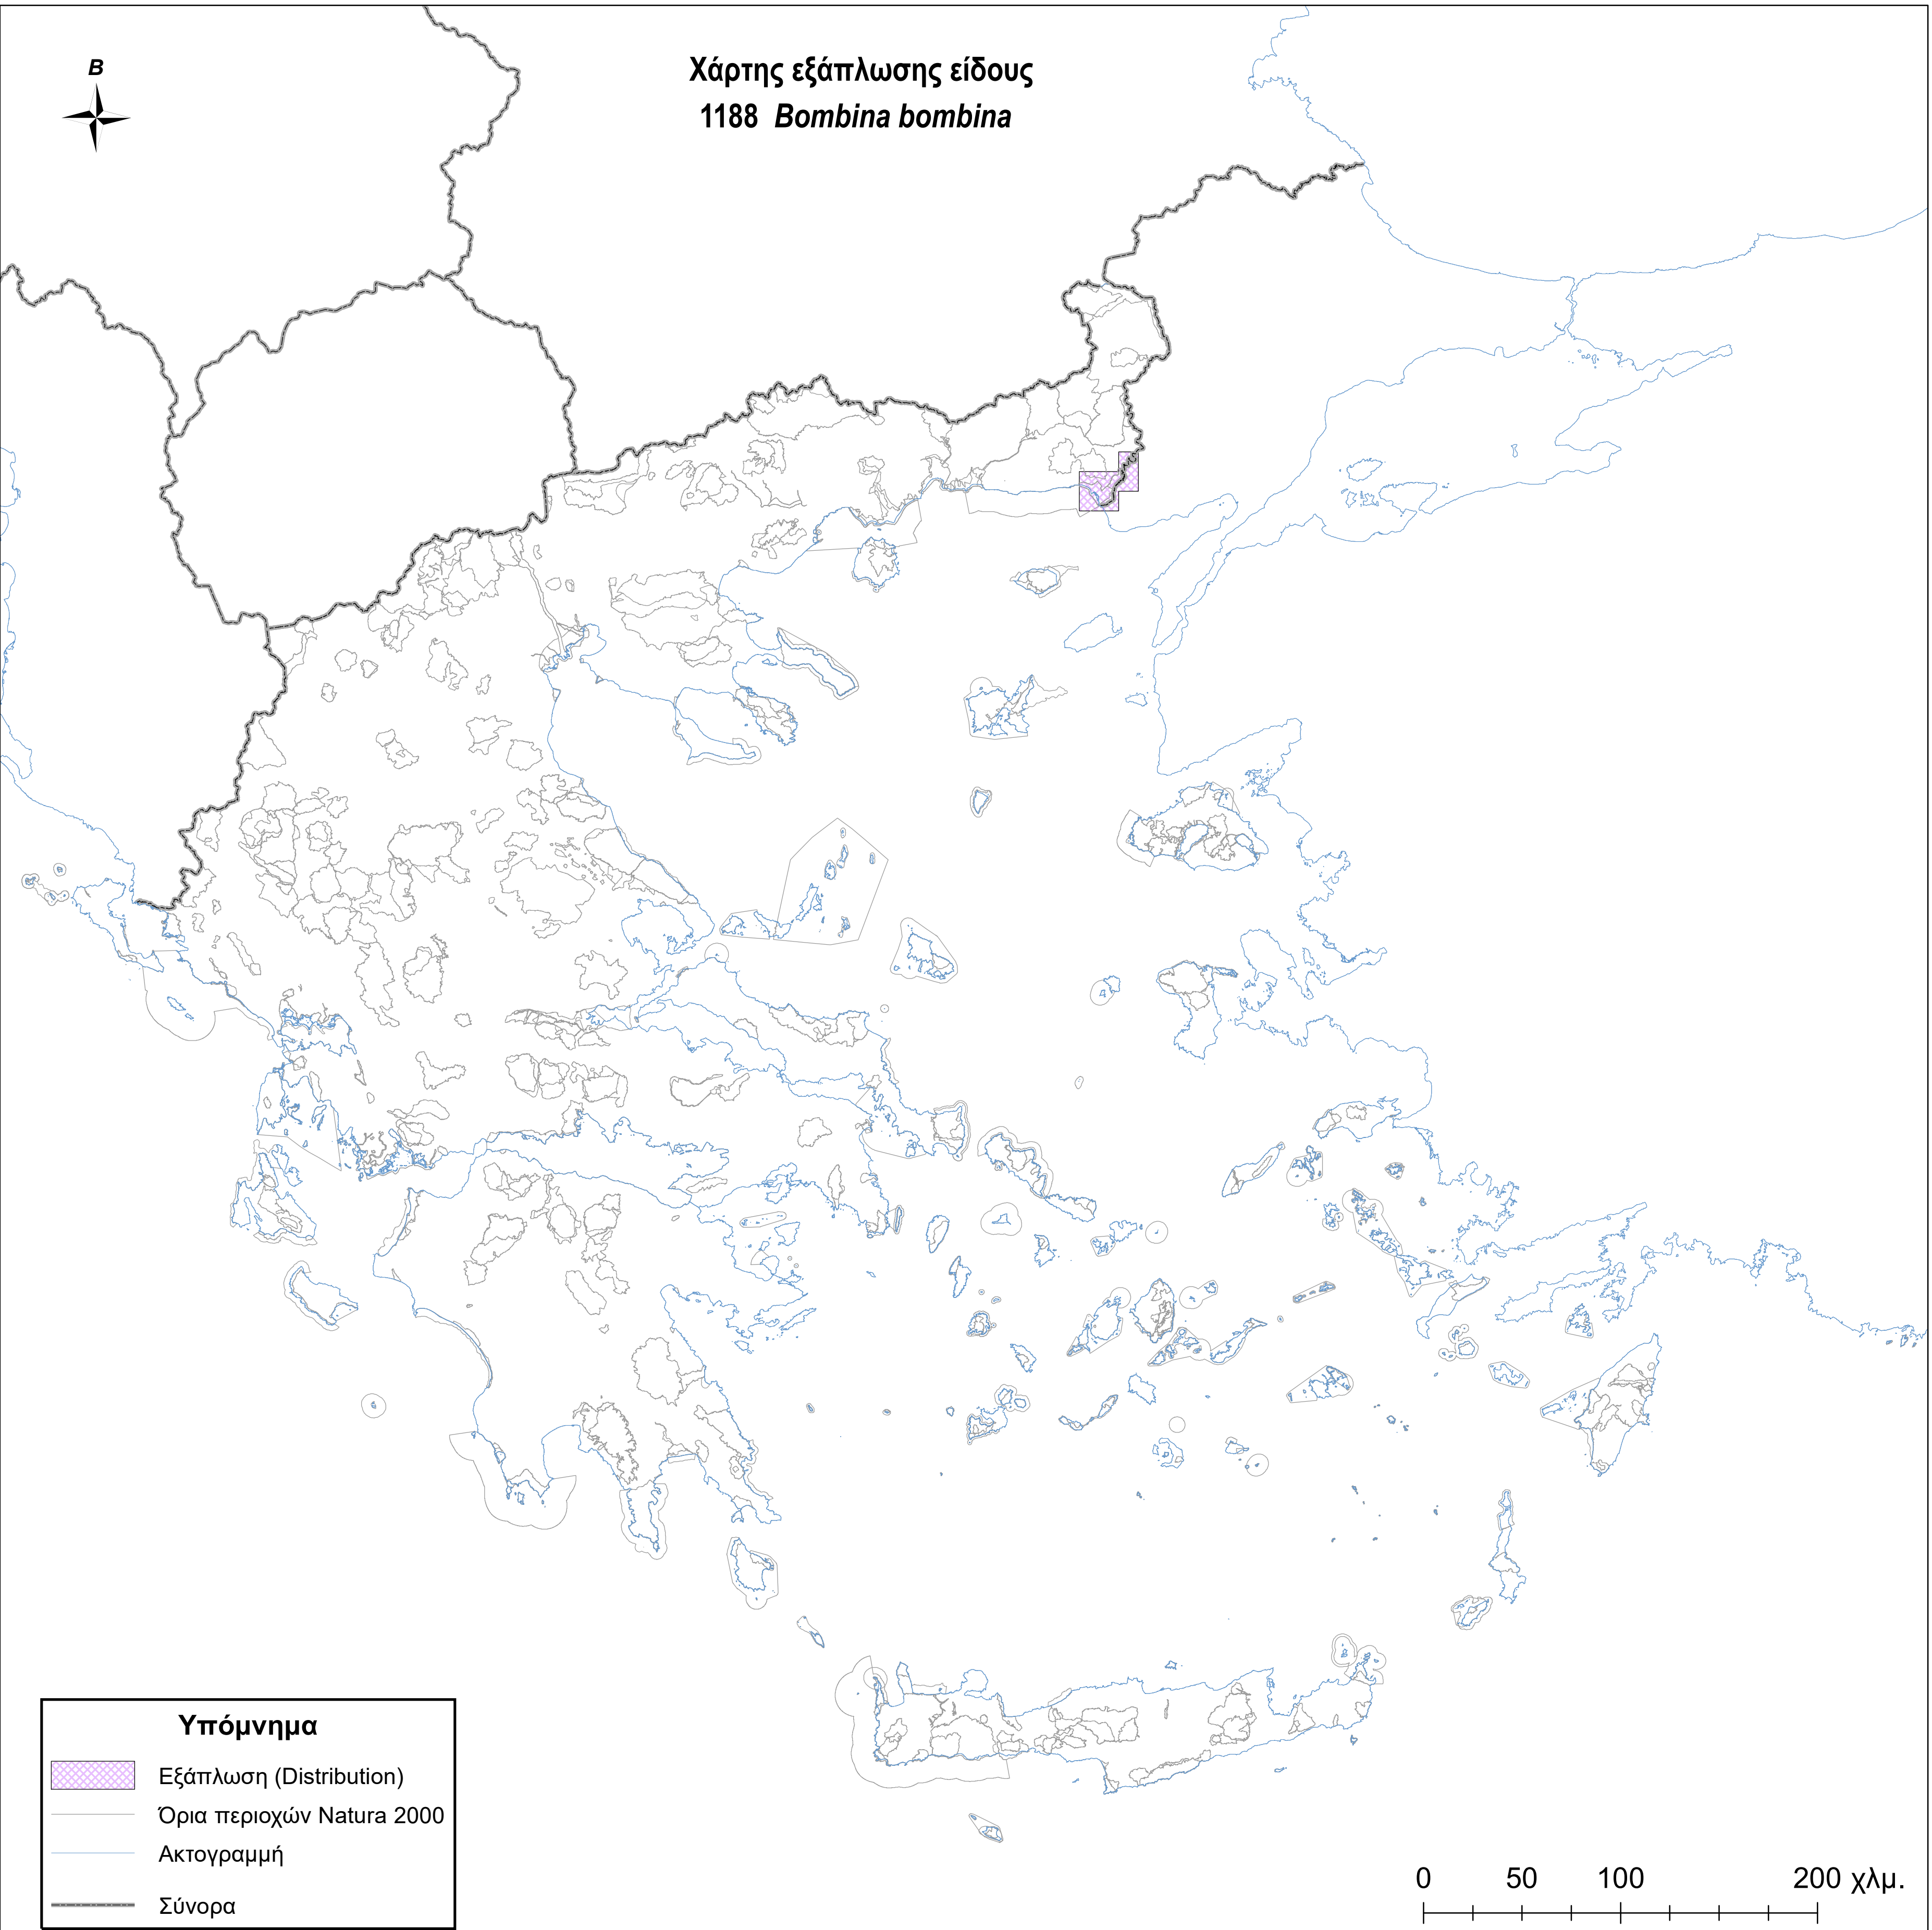 Χάρτης εξάπλωσης είδους
1188 Bombina bombina
Β
Υπόμνημα
Εξάπλωση (Distribution)
Όρια περιοχών Natura 2000
Ακτογραμμή
Σύνορα
0 50 100 200 χλμ.